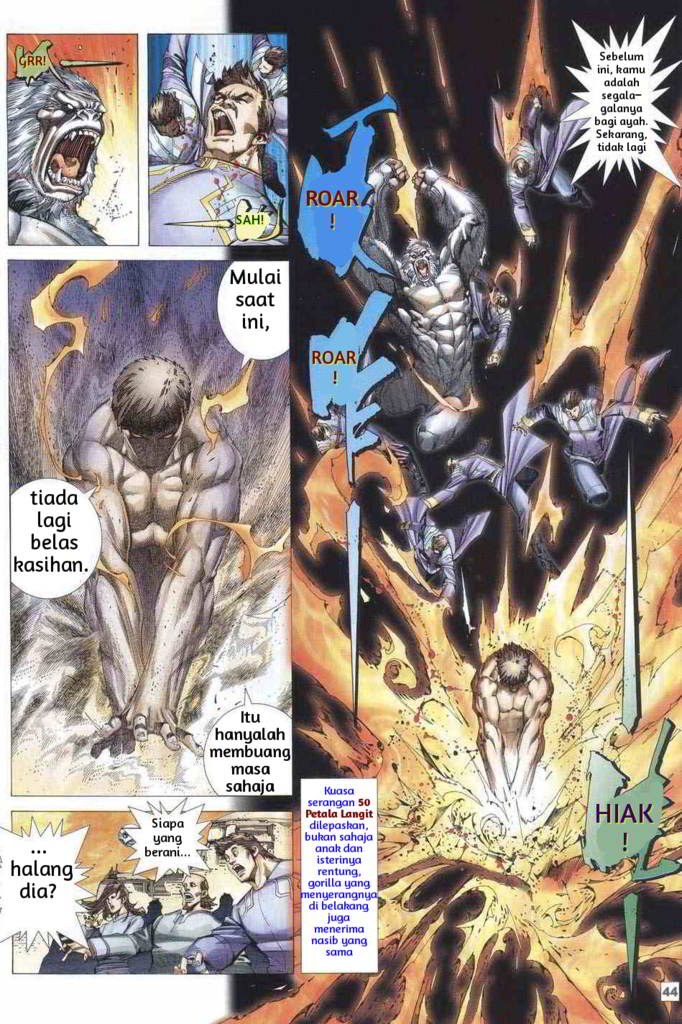 Sebelum
ini, kamu
adalah
segala-
galanya
bagi ayah.
Sekarang,
tidak lagi
ROAR
!
ROAR
!
HIAK
!
Kuasa
serangan 50
Petala Langit
dilepaskan,
bukan sahaja
anak dan
isterinya
rentung,
gorilla yang
menyerangnya
di belakang
juga
menerima
nasib yang
sama
GRR!
SAH!
Mulai
saat
ini,
tiada
lagi
belas
kasihan.
Itu
hanyalah
membuang
masa
sahaja
Siapa
yang
berani...
...
halang
dia?
44